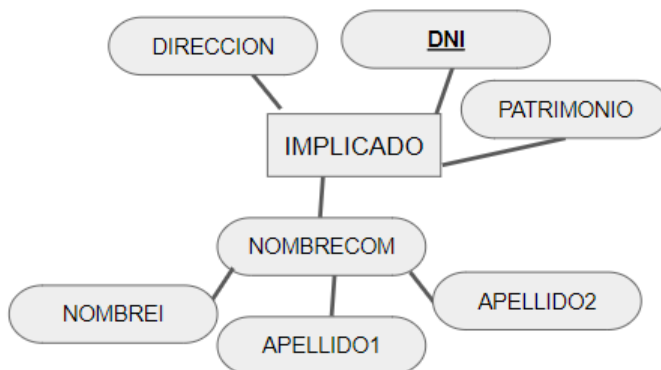 DIRECCION
DNI
PATRIMONIO
IMPLICADO
NOMBRECOM
NOMBREI
APELLIDO1
APELLIDO2